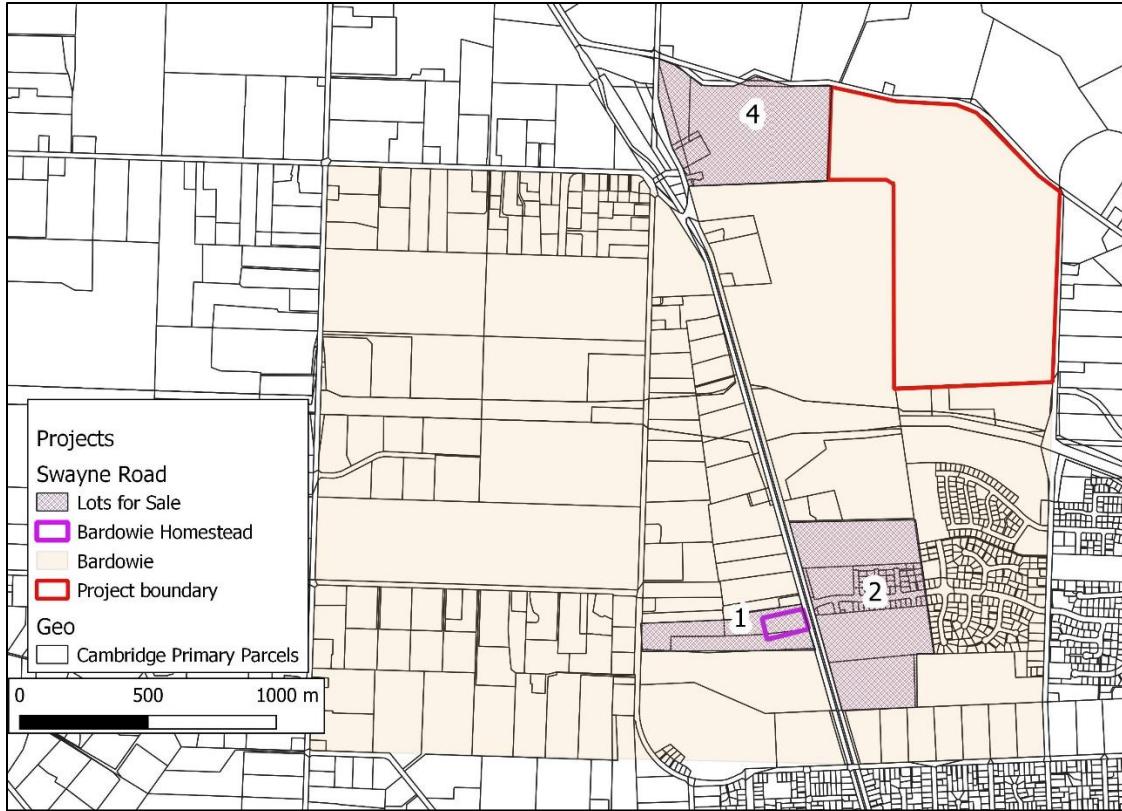 4
2
1
Projects
Swayne Road
Lots for Sale
Bardowie Homestead
Bardowie
Project boundary
Geo
Cambridge Primary Parcels
0 500 1000 m